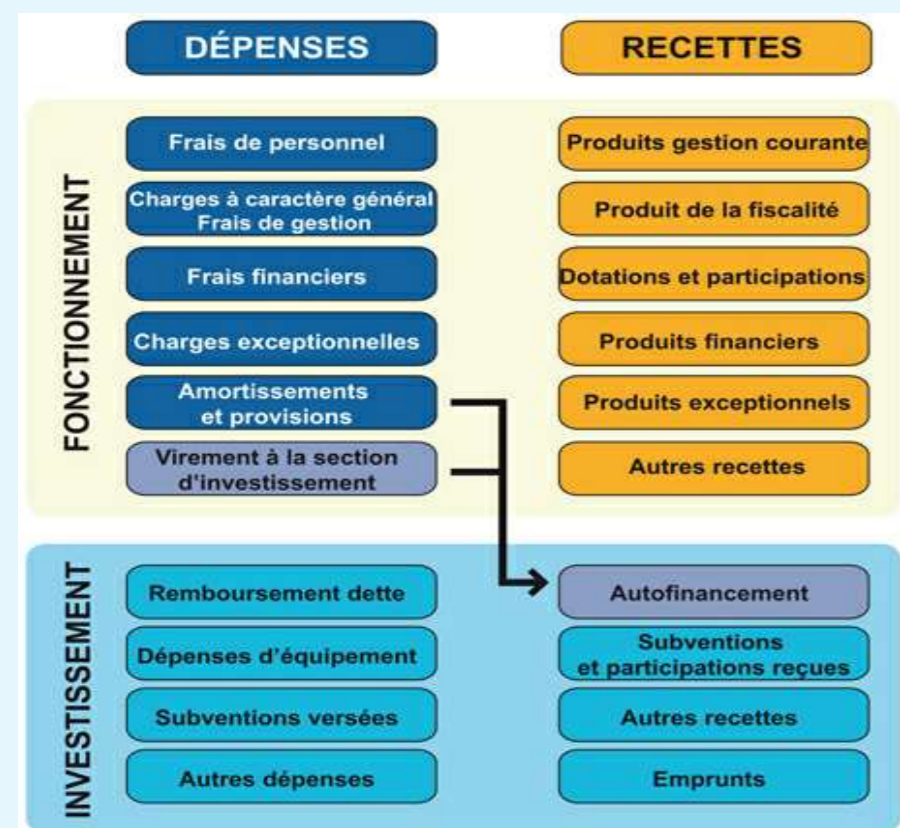 DÉPENSES
RECETTES
FONCTIONNEMENT
Frais de personnel
Produits gestion courante
Charges à caractère général
Frais de gestion
Produit de la fiscalité
Frais financiers
Dotations et participations
Charges exceptionnelles
Produits financiers
Amortissements
et provisions
Produits exceptionnels
Virement à la section
d'investissement
Autres recettes
INVESTISSEMENT
Remboursement dette
Autofinancement
Dépenses d'équipement
Subventions
et participations reçues
Subventions versées
Autres recettes
Autres dépenses
Emprunts